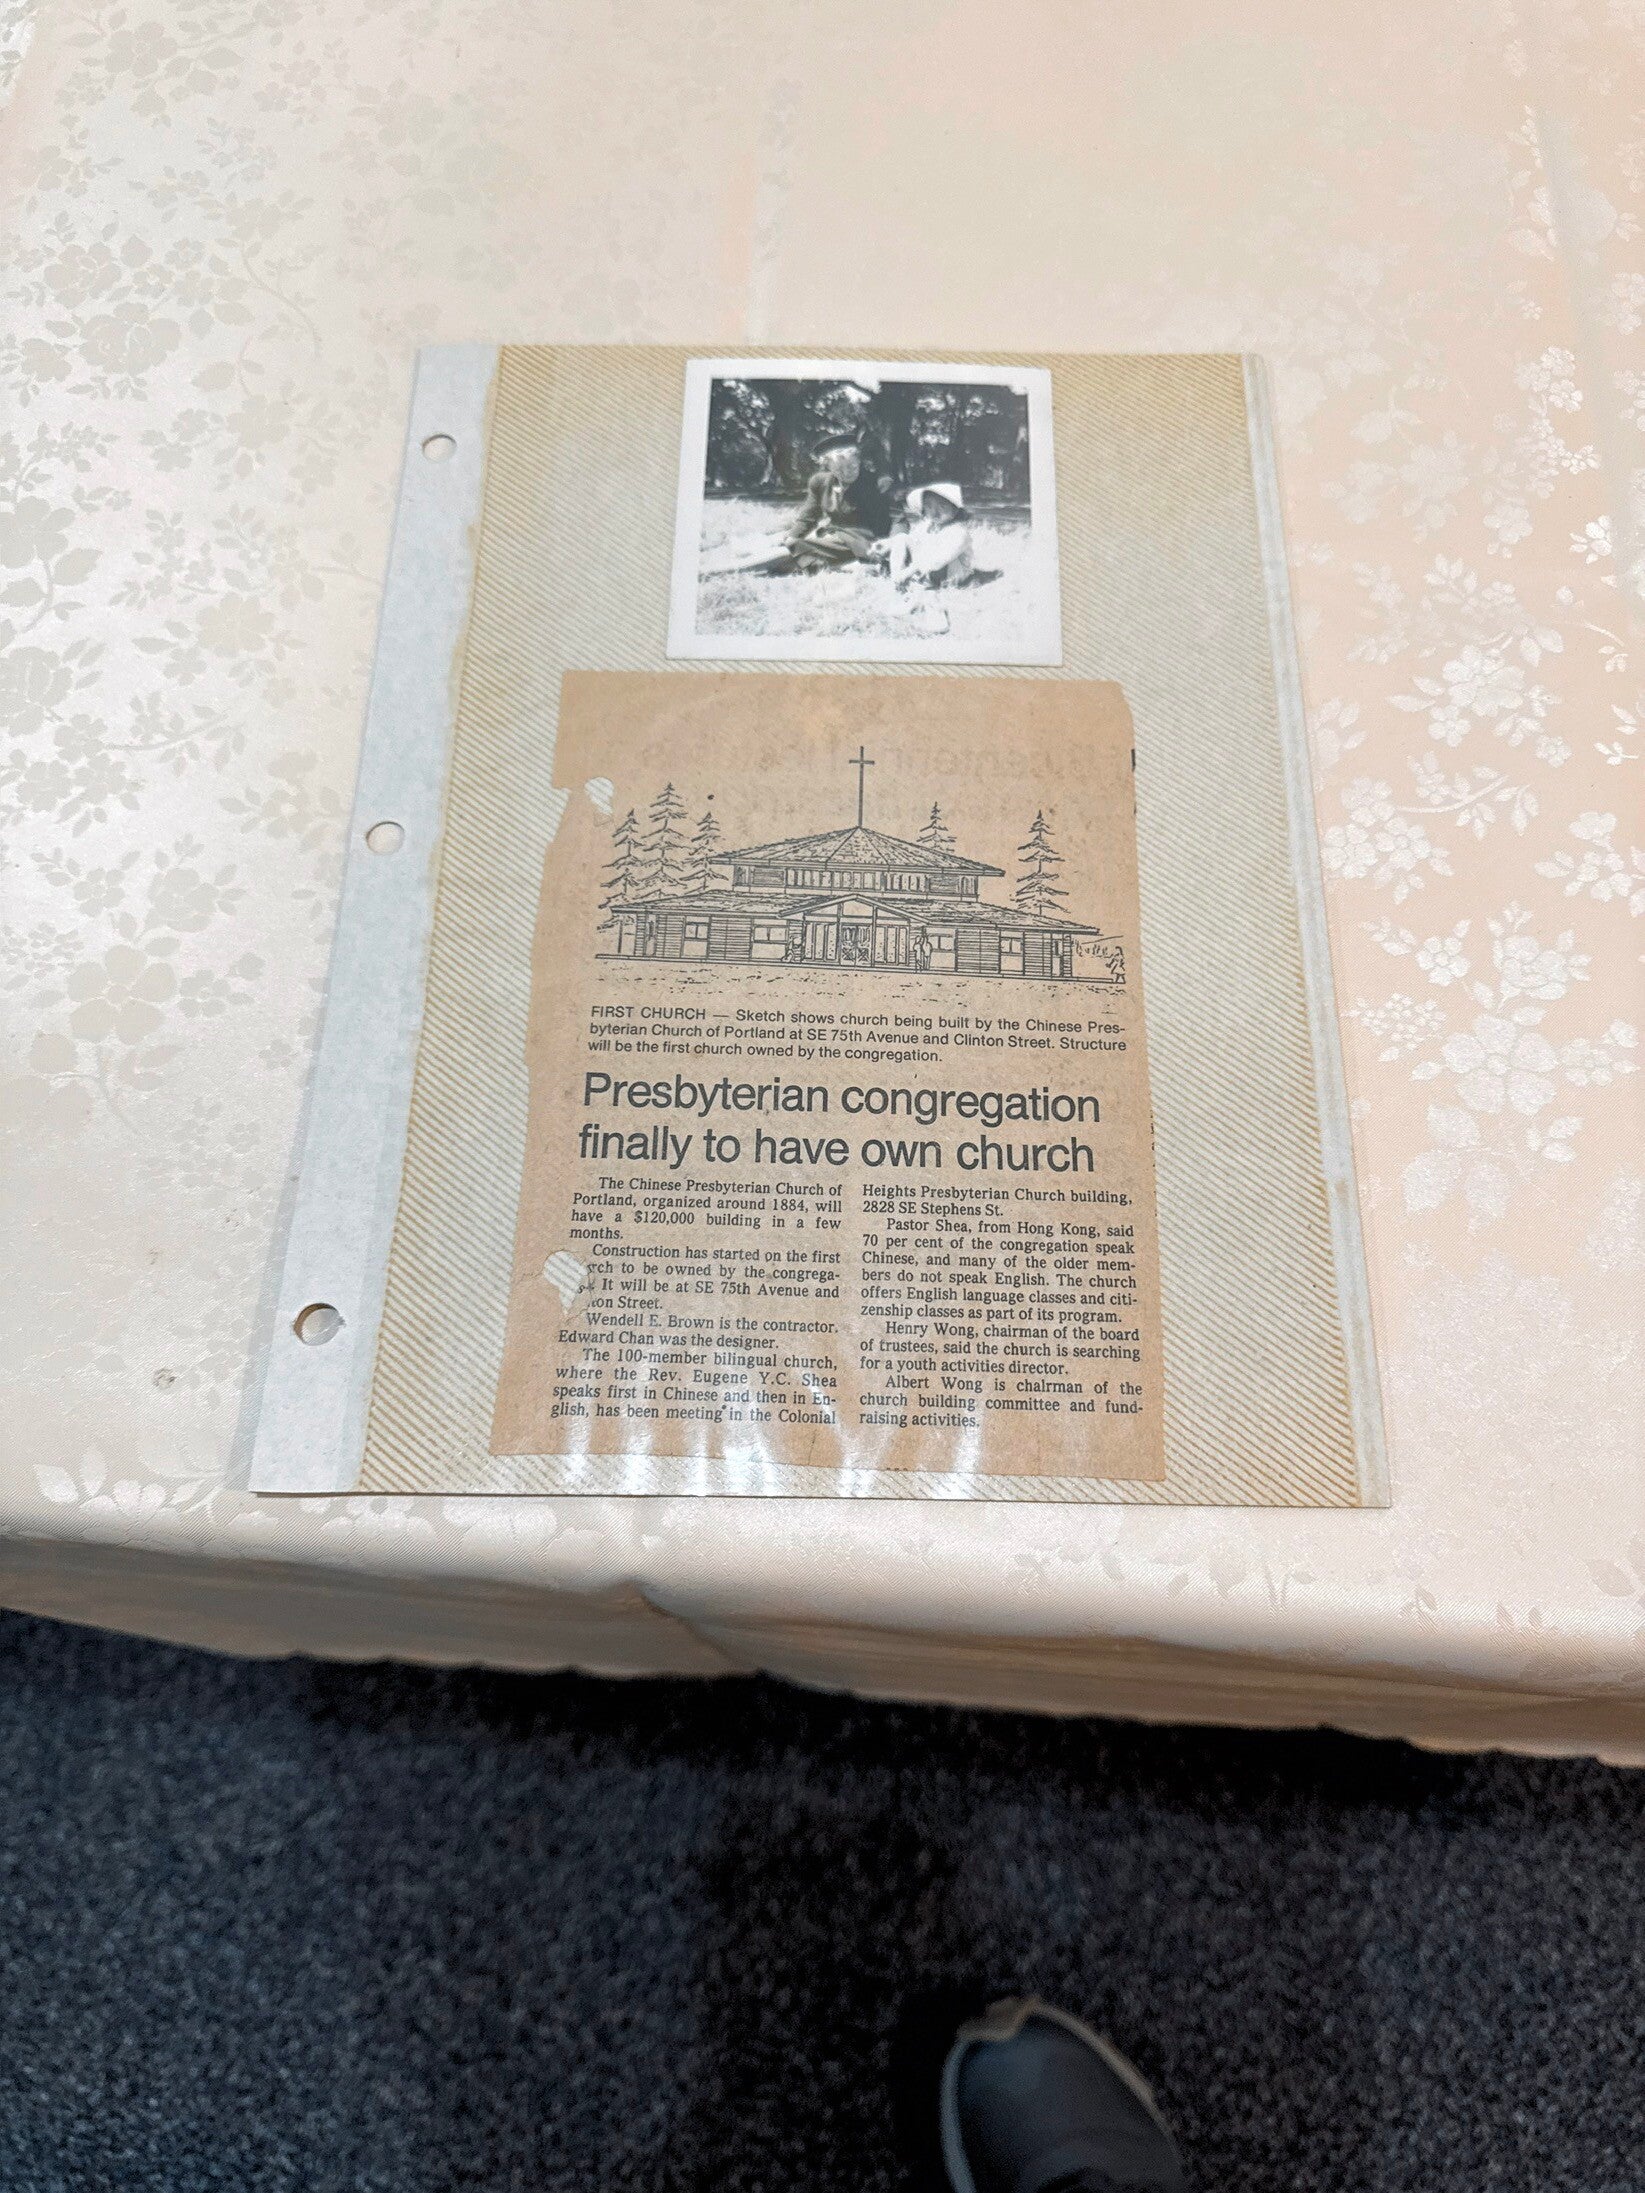 FIRST CHURCH — Sketch shows church being built by the Chinese Pres-
byterian Church of Portland at SE 75th Avenue and Clinton Street. Structure
will be the first church owned by the congregation.
Presbyterian congregation
finally to have own church
The Chinese Presbyterian Church of
Portland, organized around 1884, will
have a $120,000 building in a few
months.
Construction has started on the first
rch to be owned by the congrega-
It will be at SE 75th Avenue and
ton Street.
Wendell E. Brown is the contractor.
Edward Chan was the designer.
The 100-member bilingual church,
where the Rev. Eugene Y.C. Shea
speaks first in Chinese and then in En-
glish, has been meeting in the Colonial
Heights Presbyterian Church building,
2828 SE Stephens St.
Pastor Shea, from Hong Kong, said
70 per cent of the congregation speak
Chinese, and many of the older mem-
bers do not speak English. The church
offers English language classes and citi-
zenship classes as part of its program.
Henry Wong, chairman of the board
of trustees, said the church is searching
for a youth activities director.
Albert Wong is chairman of the
church building committee and fund-
raising activities.